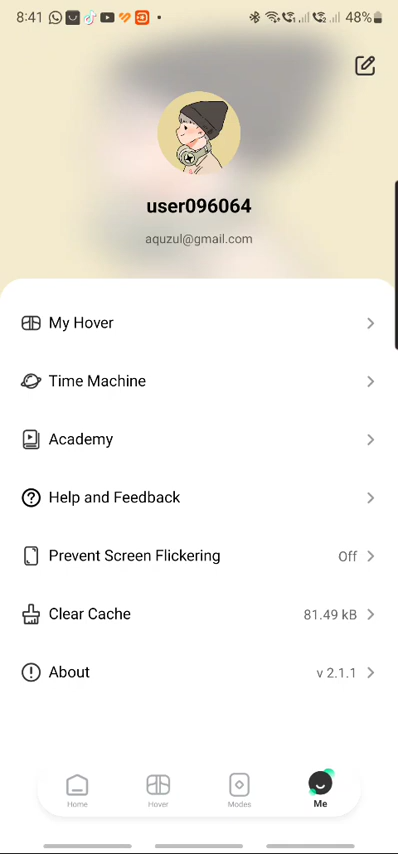 8:41
48%
user096064
aquzul@gmail.com
My Hover
Time Machine
Academy
Help and Feedback
Prevent Screen Flickering Off
Clear Cache 81.49 kB
About v 2.1.1
Home Hover Modes Me